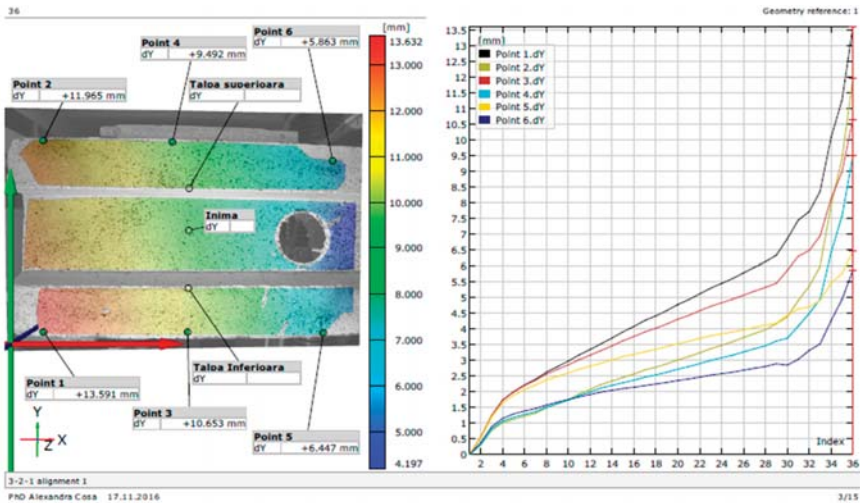 36
Geometry reference: 1
Point 6
dY +5.863 mm
Point 4
dY +9.492 mm
Point 2
dY +11.965 mm
Talpa superioara
dY
Inima
dY
Talpa Inferioara
dY
Point 1
dY +13.591 mm
Point 3
dY +10.653 mm
Point 5
dY +6.447 mm
Y
Z X
[mm]
13.632
13.000
12.000
11.000
10.000
9.000
8.000
7.000
6.000
5.000
4.197
[mm]
Point 1.dY
Point 2.dY
Point 3.dY
Point 4.dY
Point 5.dY
Point 6.dY
13.5
13
12.5
12
11.5
11
10.5
10
9.5
9
8.5
8
7.5
7
6.5
6
5.5
5
4.5
4
3.5
3
2.5
2
1.5
1
0.5
0
Index
2 4 6 8 10 12 14 16 18 20 22 24 26 28 30 32 34 36
3-2-1 alignment 1
PhD Alexandra Cosa 17.11.2016
3/15